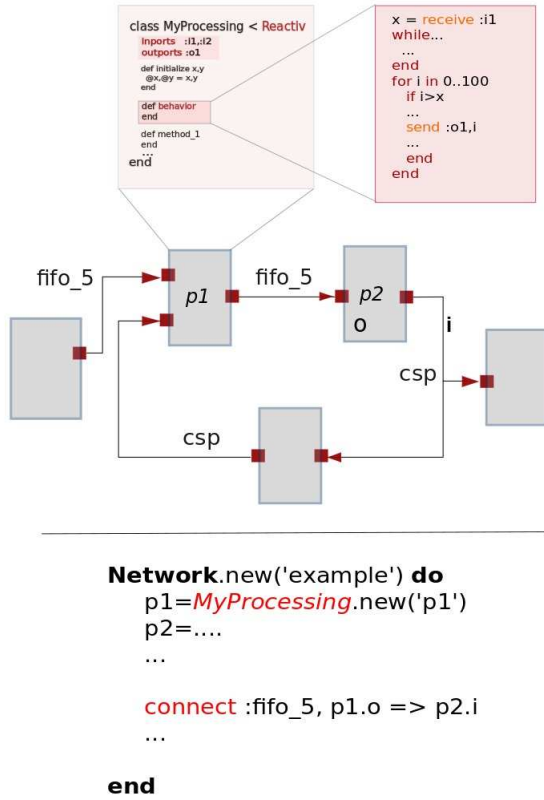 class MyProcessing < Reactiv
inports :i1,:i2
outports :o1
def initialize x,y
@x,@y = x,y
end
def behavior
end
def method_1
end
...
end
x = receive :i1
while...
...
end
for i in 0..100
if i>x
...
send :o1,i
...
end
end
fifo_5
p1
fifo_5
p2
o
i
csp
csp
Network.new('example') do
p1=MyProcessing.new('p1')
p2=....
...
connect :fifo_5, p1.o => p2.i
...
end